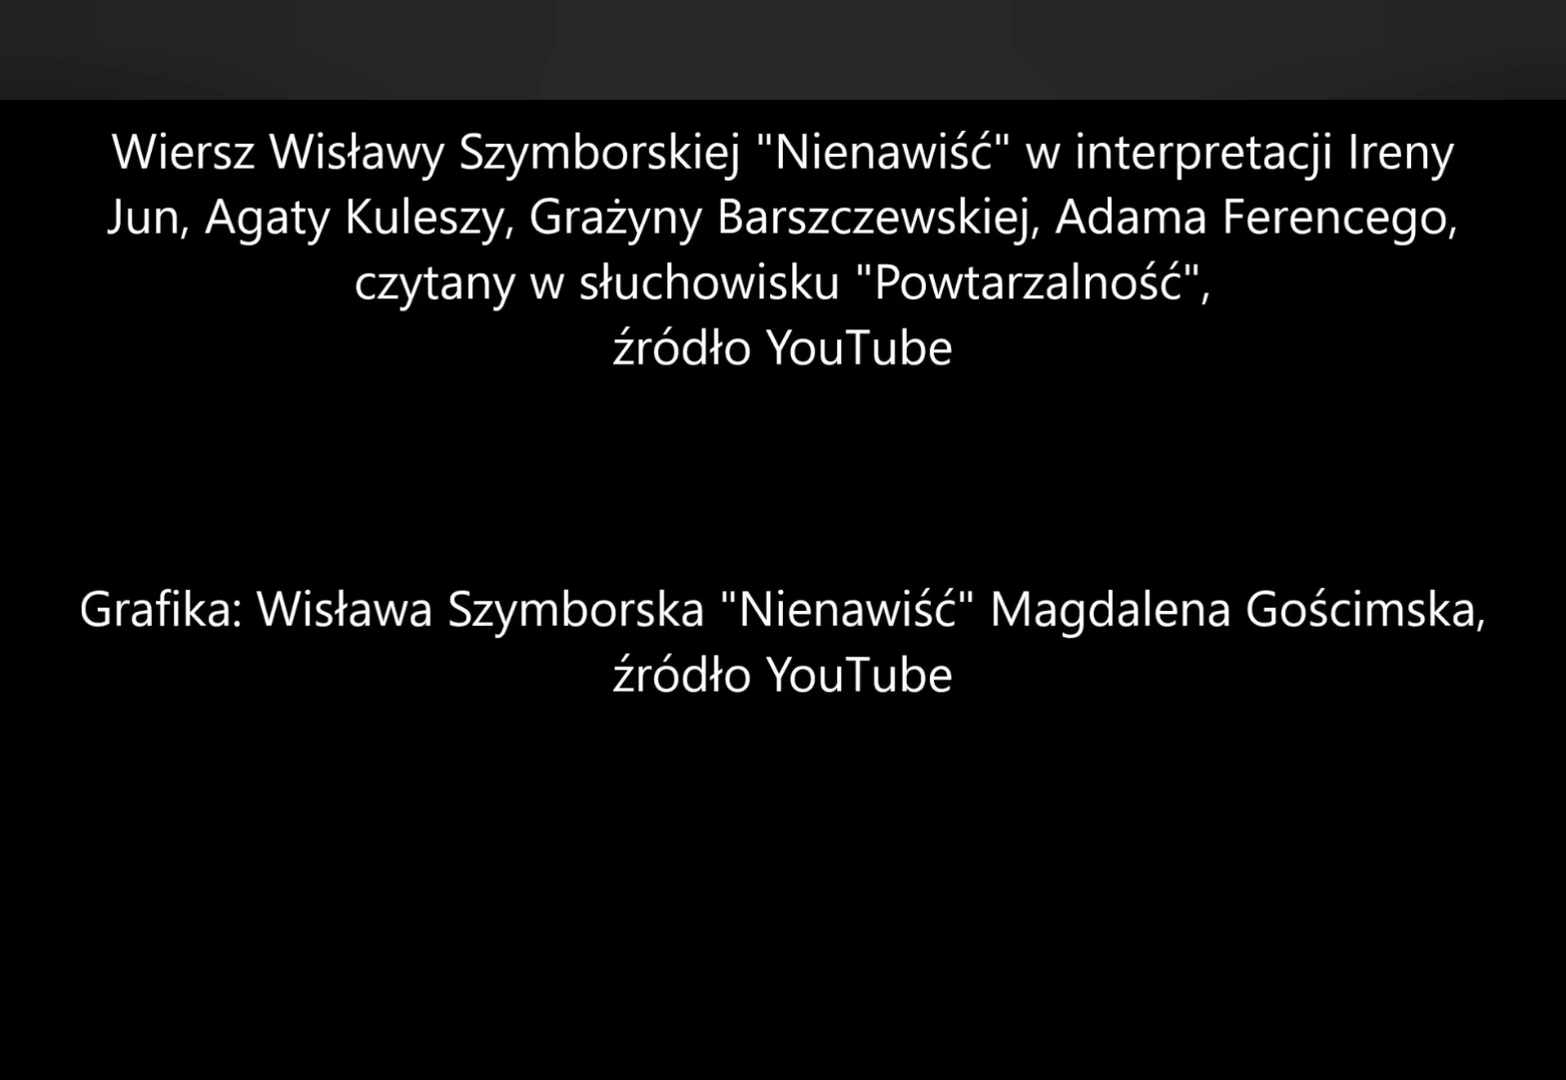 Wiersz Wisławy Szymborskiej "Nienawiść" w interpretacji Ireny
Jun, Agaty Kuleszy, Grażyny Barszczewskiej, Adama Ferencego,
czytany w słuchowisku "Powtarzalność",
źródło YouTube
Grafika: Wisława Szymborska "Nienawiść" Magdalena Gościmska,
źródło YouTube